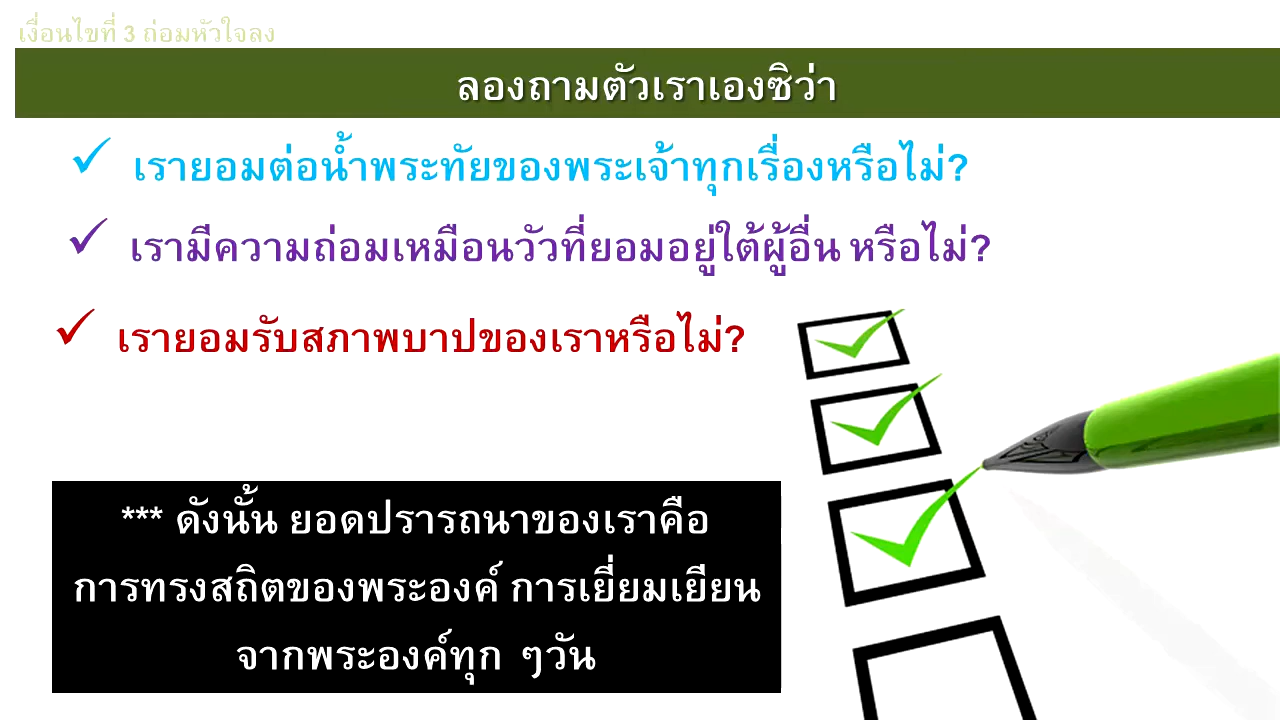 เงื่อนไขที่ 3 ถ่อมหัวใจลง
ลองถามตัวเราเองซิว่า
✓ เรายอมต่อน้ำพระทัยของพระเจ้าทุกเรื่องหรือไม่?
✓ เรามีความถ่อมเหมือนวัวที่ยอมอยู่ใต้ผู้อื่น หรือไม่?
✓ เรายอมรับสภาพบาปของเราหรือไม่?
*** ดังนั้น ยอดปรารถนาของเราคือ
การทรงสถิตของพระองค์ การเยี่ยมเยียน
จากพระองค์ทุก ๆวัน